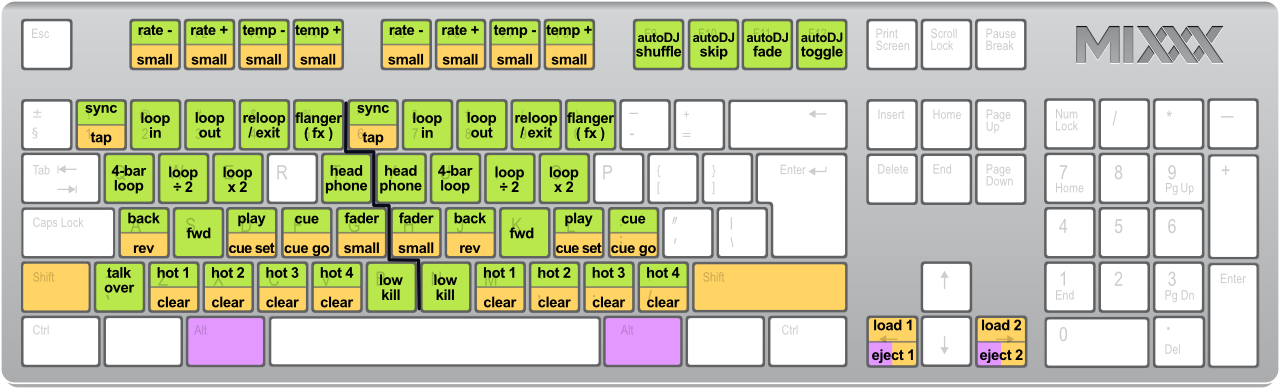 Esc
rate - rate + temp - temp +
small small small small
rate - rate + temp - temp +
small small small small
autoDJ autoDJ autoDJ autoDJ
shuffle skip fade toggle
Print Screen
Scroll Lock
Pause Break
MIXXX
± §
sync tap
loop in
loop out
reloop / exit
flanger ( fx )
sync tap
loop in
loop out
reloop / exit
flanger ( fx )
— -
+ =
←
Insert
Home
Page Up
Num Lock
/
*
—
Tab
4-bar loop
loop ÷ 2
loop x 2
R
head phone
head phone
4-bar loop
loop ÷ 2
loop x 2
P
{ [
} ]
Enter ↵
Delete
End
Page Down
7 Home
8
9 Pg Up
+
Caps Lock
back rev
fwd
play cue set
cue cue go
fader small
fader small
back rev
fwd
play cue set
cue cue go
" '
| \
4
5
6
Shift
talk over
hot 1 clear
hot 2 clear
hot 3 clear
hot 4 clear
low kill
low kill
hot 1 clear
hot 2 clear
hot 3 clear
hot 4 clear
Shift
↑
1 End
2
3 Pg Dn
Enter
Ctrl
Alt
Alt
Ctrl
load 1 eject 1
↓
load 2 eject 2
0
. Del